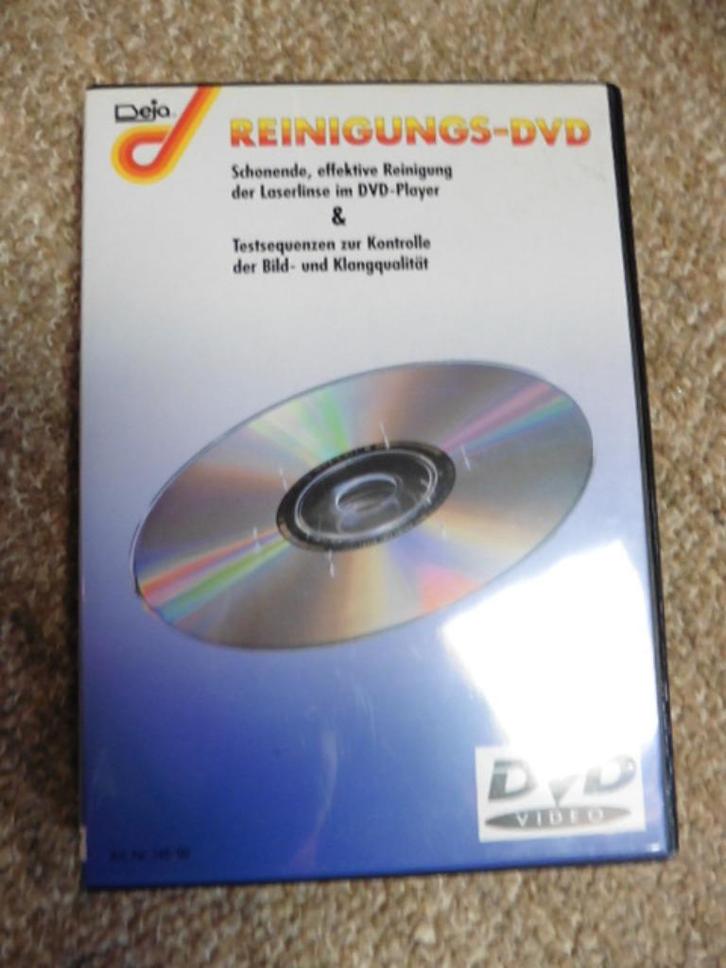 Deja
REINIGUNGS-DVD
Schonende, effektive Reinigung
der Laserlinse im DVD-Player
&
Testsequenzen zur Kontrolle
der Bild- und Klangqualität
DVD
VIDEO